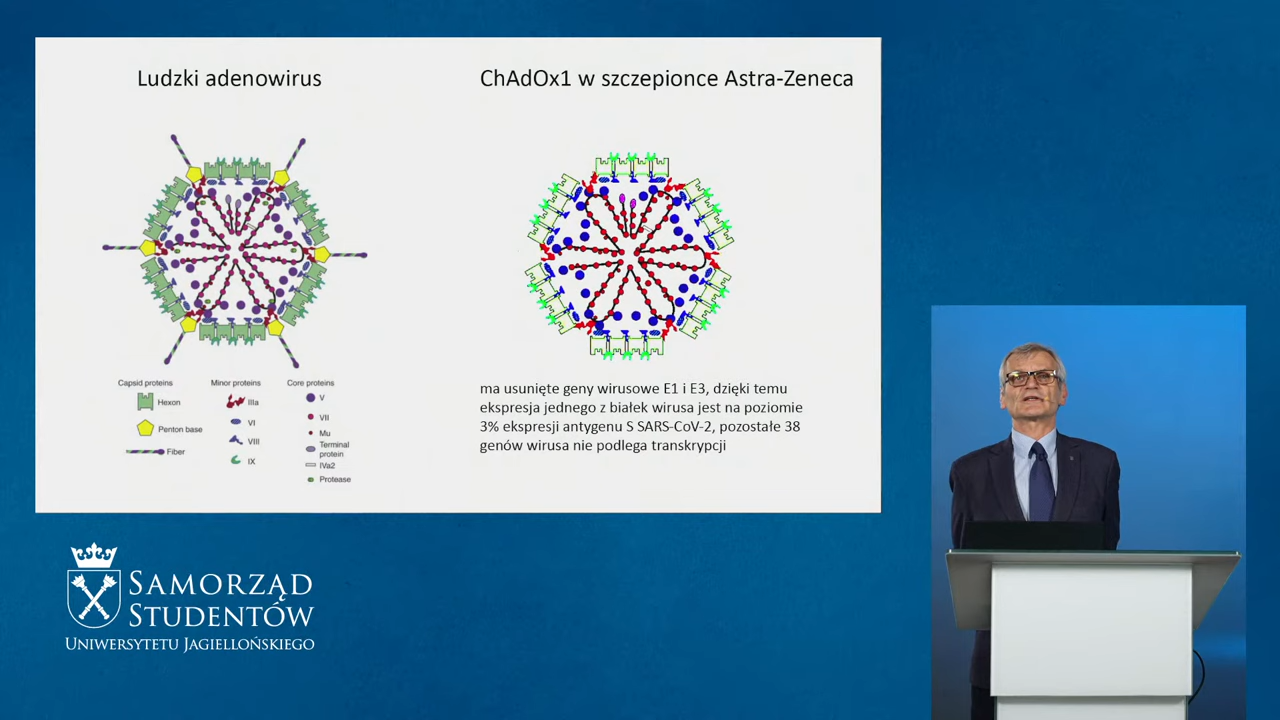 Ludzki adenowirus
ChAdOx1 w szczepionce Astra-Zeneca
Capsid proteins
Hexon
Penton base
Fiber
Minor proteins
IIIa
VI
VIII
IX
Core proteins
V
VII
Mu
Terminal
protein
IVa2
Protease
ma usunięte geny wirusowe E1 i E3, dzięki temu
ekspresja jednego z białek wirusa jest na poziomie
3% ekspresji antygenu S SARS-CoV-2, pozostałe 38
genów wirusa nie podlega transkrypcji
SAMORZĄD
STUDENTÓW
UNIWERSYTETU JAGIELLOŃSKIEGO